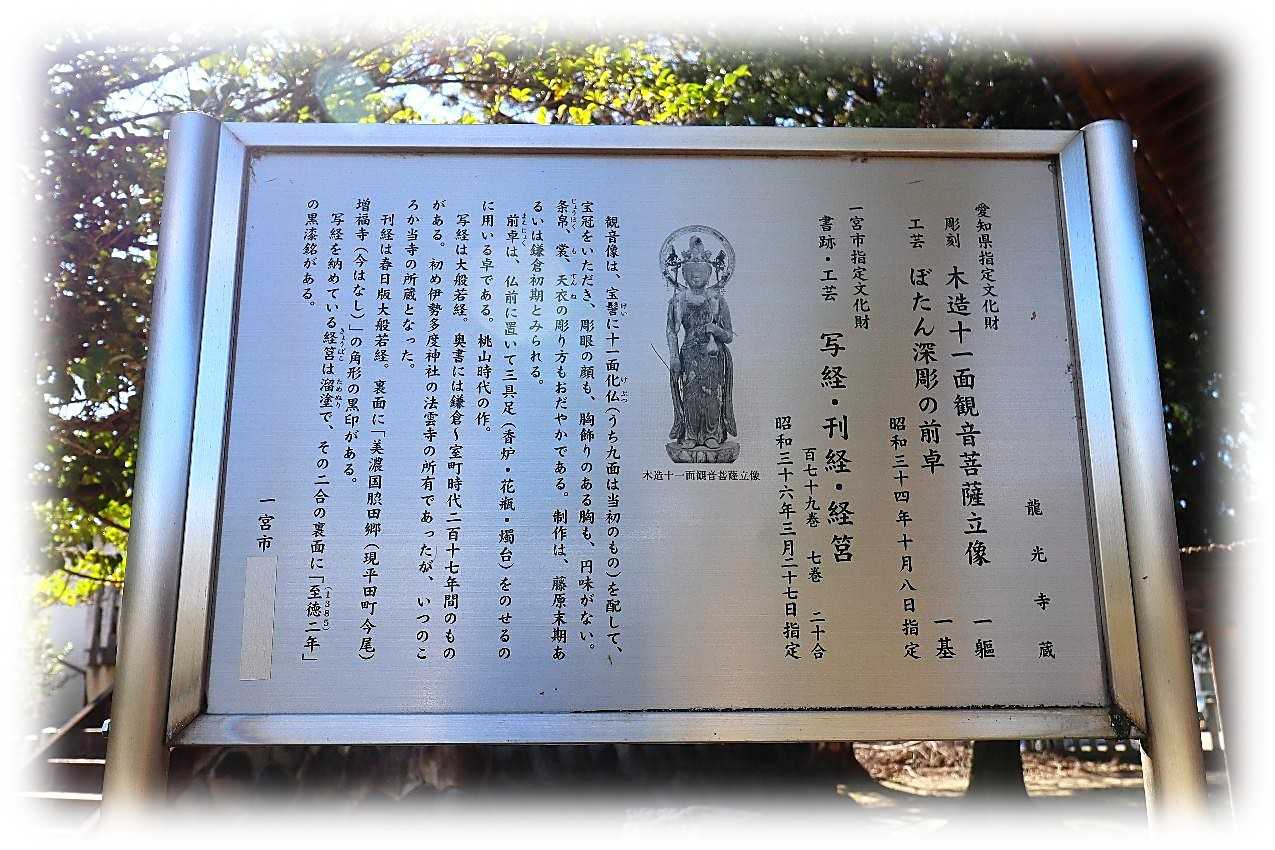 龍光寺蔵
愛知県指定文化財
彫刻 木造十一面観音菩薩立像 一軀
工芸 ぼたん深彫の前卓 一基
昭和三十四年十月八日指定
一宮市指定文化財
書跡・工芸 写経・刊経・経筥
百七十九巻 七巻 二十合
昭和三十六年三月二十七日指定
木造十一面観音菩薩立像
観音像は、宝髻に十一面化仏(うち九面は当初のもの)を配して、
宝冠をいただき、彫眼の顔も、胸飾りのある胸も、円味がない。
条帛、裳、天衣の彫り方もおだやかである。制作は、藤原末期あ
るいは鎌倉初期とみられる。
前卓は、仏前に置いて三具足(香炉・花瓶・燭台)をのせるの
に用いる卓である。桃山時代の作。
写経は大般若経。奥書には鎌倉~室町時代二百十七年間のもの
がある。初め伊勢多度神社の法雲寺の所有であったが、いつのこ
ろか当寺の所蔵となった。
刊経は春日版大般若経。裏面に「美濃国脇田郷(現平田町今尾)
増福寺(今はなし)」の角形の黒印がある。
写経を納めている経筥は溜塗で、その二合の裏面に「至徳二年」(1385)
の黒漆銘がある。
一宮市